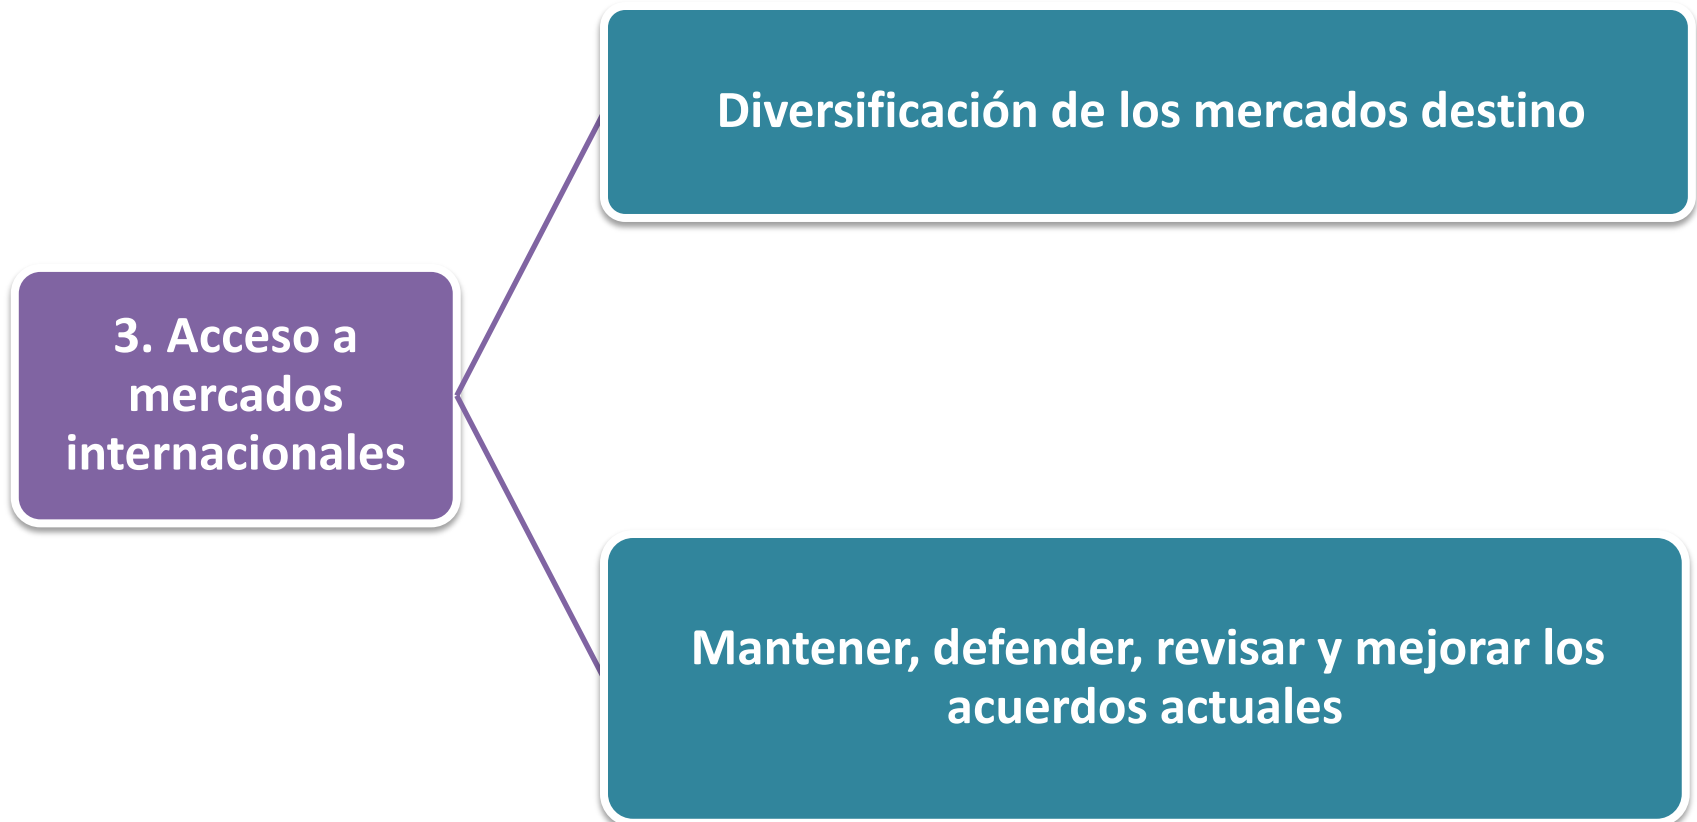 Diversificación de los mercados destino
3. Acceso a
mercados
internacionales
Mantener, defender, revisar y mejorar los
acuerdos actuales